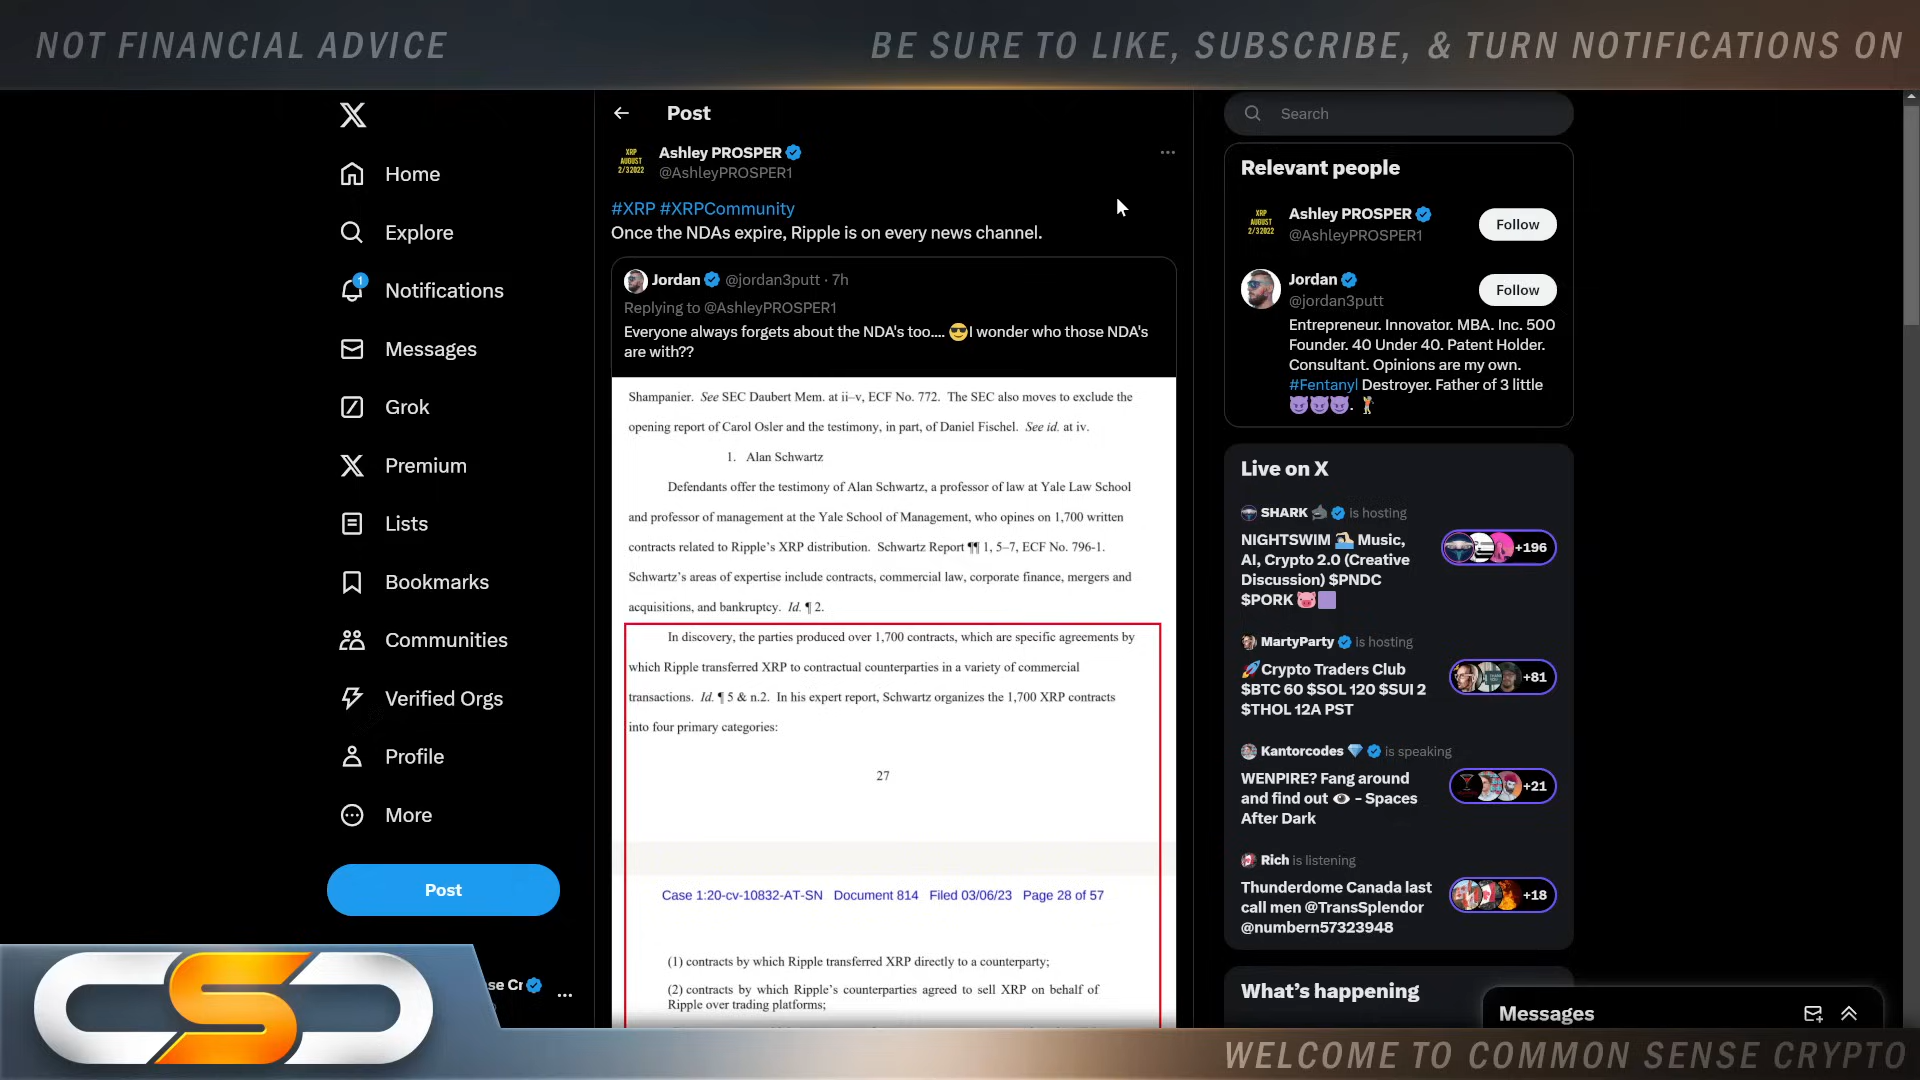 NOT FINANCIAL ADVICE
BE SURE TO LIKE, SUBSCRIBE, & TURN NOTIFICATIONS ON
Home
Explore
1
Notifications
Messages
Grok
Premium
Lists
Bookmarks
Communities
Verified Orgs
Profile
More
Post
se Cr
Post
XRP
AUGUST
2/32022
Ashley PROSPER
@AshleyPROSPER1
#XRP #XRPCommunity
Once the NDAs expire, Ripple is on every news channel.
Jordan @jordan3putt · 7h
Replying to @AshleyPROSPER1
Everyone always forgets about the NDA's too.... 😎I wonder who those NDA's
are with??
Shampanier. See SEC Daubert Mem. at ii–v, ECF No. 772. The SEC also moves to exclude the
opening report of Carol Osler and the testimony, in part, of Daniel Fischel. See id. at iv.
1. Alan Schwartz
Defendants offer the testimony of Alan Schwartz, a professor of law at Yale Law School
and professor of management at the Yale School of Management, who opines on 1,700 written
contracts related to Ripple's XRP distribution. Schwartz Report ¶¶ 1, 5–7, ECF No. 796-1.
Schwartz's areas of expertise include contracts, commercial law, corporate finance, mergers and
acquisitions, and bankruptcy. Id. ¶ 2.
In discovery, the parties produced over 1,700 contracts, which are specific agreements by
which Ripple transferred XRP to contractual counterparties in a variety of commercial
transactions. Id. ¶ 5 & n.2. In his expert report, Schwartz organizes the 1,700 XRP contracts
into four primary categories:
27
Case 1:20-cv-10832-AT-SN Document 814 Filed 03/06/23 Page 28 of 57
(1) contracts by which Ripple transferred XRP directly to a counterparty;
(2) contracts by which Ripple's counterparties agreed to sell XRP on behalf of
Ripple over trading platforms;
Search
Relevant people
XRP
AUGUST
2/32022
Ashley PROSPER
@AshleyPROSPER1
Follow
Jordan
@jordan3putt
Follow
Entrepreneur. Innovator. MBA. Inc. 500
Founder. 40 Under 40. Patent Holder.
Consultant. Opinions are my own.
#Fentanyl Destroyer. Father of 3 little
😈😈😈. 🏌
Live on X
SHARK 🦈 is hosting
NIGHTSWIM 🏊 Music,
AI, Crypto 2.0 (Creative
Discussion) $PNDC
$PORK 🐷🟪
+196
MartyParty is hosting
🚀Crypto Traders Club
$BTC 60 $SOL 120 $SUI 2
$THOL 12A PST
+81
Kantorcodes 💎 is speaking
WENPIRE? Fang around
and find out 👁 - Spaces
After Dark
+21
Rich is listening
Thunderdome Canada last
call men @TransSplendor
@numbern57323948
+18
What's happening
Messages
CSC
WELCOME TO COMMON SENSE CRYPTO